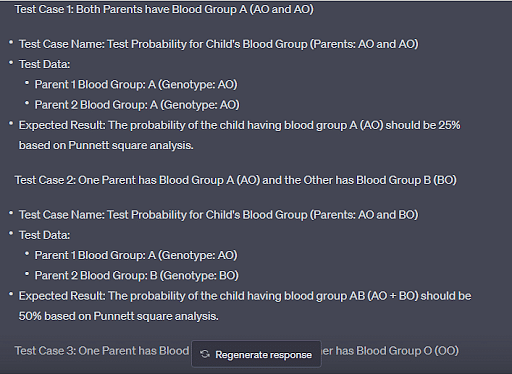 Test Case 1: Both Parents have Blood Group A (AO and AO)
• Test Case Name: Test Probability for Child's Blood Group (Parents: AO and AO)
• Test Data:
• Parent 1 Blood Group: A (Genotype: AO)
• Parent 2 Blood Group: A (Genotype: AO)
• Expected Result: The probability of the child having blood group A (AO) should be 25%
based on Punnett square analysis.
Test Case 2: One Parent has Blood Group A (AO) and the Other has Blood Group B (BO)
• Test Case Name: Test Probability for Child's Blood Group (Parents: AO and BO)
• Test Data:
• Parent 1 Blood Group: A (Genotype: AO)
• Parent 2 Blood Group: B (Genotype: BO)
• Expected Result: The probability of the child having blood group AB (AO + BO) should be
50% based on Punnett square analysis.
Test Case 3: One Parent has Blood er has Blood Group O (OO)
Regenerate response